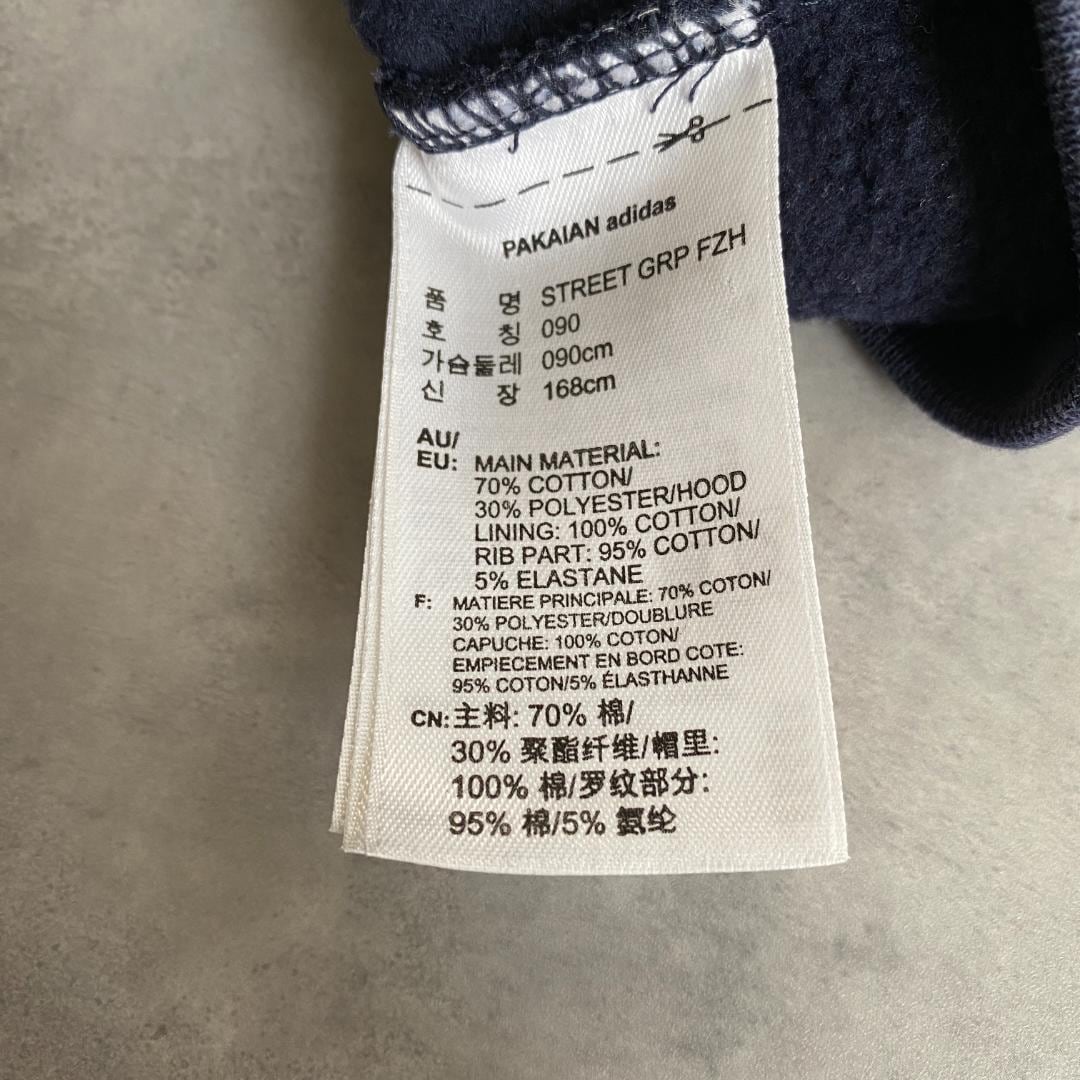 PAKAIAN adidas
품 명 STREET GRP FZH
호 칭 090
가슴둘레 090cm
신 장 168cm
AU/
EU: MAIN MATERIAL:
70% COTTON/
30% POLYESTER/HOOD
LINING: 100% COTTON/
RIB PART: 95% COTTON/
5% ELASTANE
F: MATIERE PRINCIPALE: 70% COTON/
30% POLYESTER/DOUBLURE
CAPUCHE: 100% COTON/
EMPIECEMENT EN BORD COTE:
95% COTON/5% ÉLASTHANNE
CN:主料: 70% 棉/
30% 聚酯纤维/帽里:
100% 棉/罗纹部分:
95% 棉/5% 氨纶